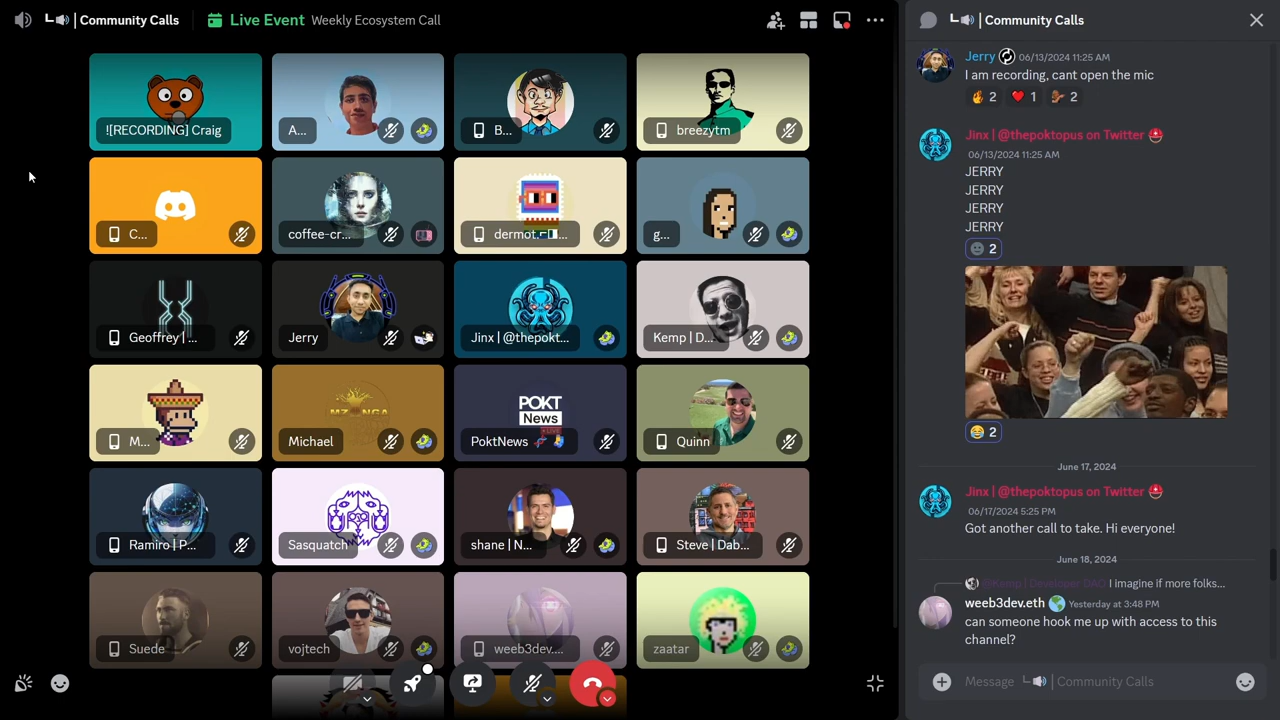 ┗🔊 | Community Calls
Live Event Weekly Ecosystem Call
┗🔊 | Community Calls
![RECORDING] Craig
A...
B...
breezytm
C...
coffee-cr...
dermot.
g...
Geoffrey | ...
Jerry
Jinx | @thepokt...
Kemp | D...
M...
MZONGA
Michael
POKT
News
LIVE
PoktNews
Quinn
Ramiro | P...
Sasquatch
shane | N...
Steve | Dab...
Suede
vojtech
weeb3dev....
zaatar
Jerry 06/13/2024 11:25 AM
I am recording, cant open the mic
🔥 2 ❤️ 1 2
Jinx | @thepoktopus on Twitter
06/13/2024 11:25 AM
JERRY
JERRY
JERRY
JERRY
2
😂 2
June 17, 2024
Jinx | @thepoktopus on Twitter
06/17/2024 5:25 PM
Got another call to take. Hi everyone!
June 18, 2024
@Kemp | Developer DAO I imagine if more folks...
weeb3dev.eth 🌎 Yesterday at 3:48 PM
can someone hook me up with access to this
channel?
Message ┗🔊 | Community Calls